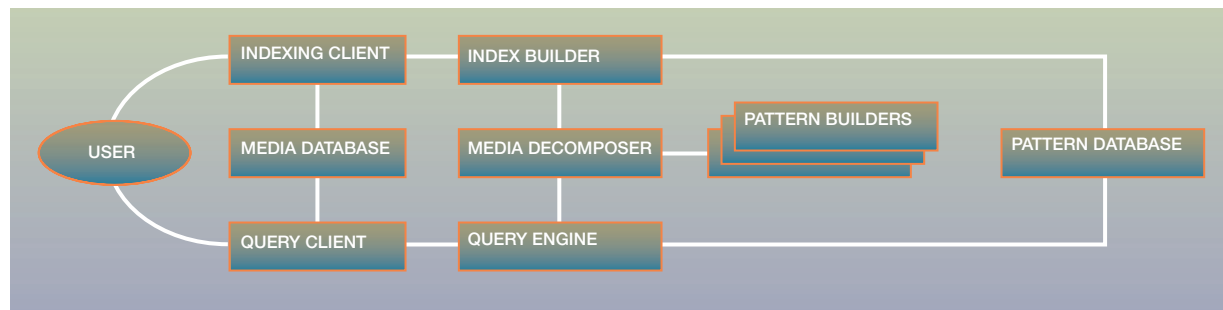 INDEXING CLIENT
INDEX BUILDER
PATTERN BUILDERS
USER
MEDIA DATABASE
MEDIA DECOMPOSER
PATTERN DATABASE
QUERY CLIENT
QUERY ENGINE